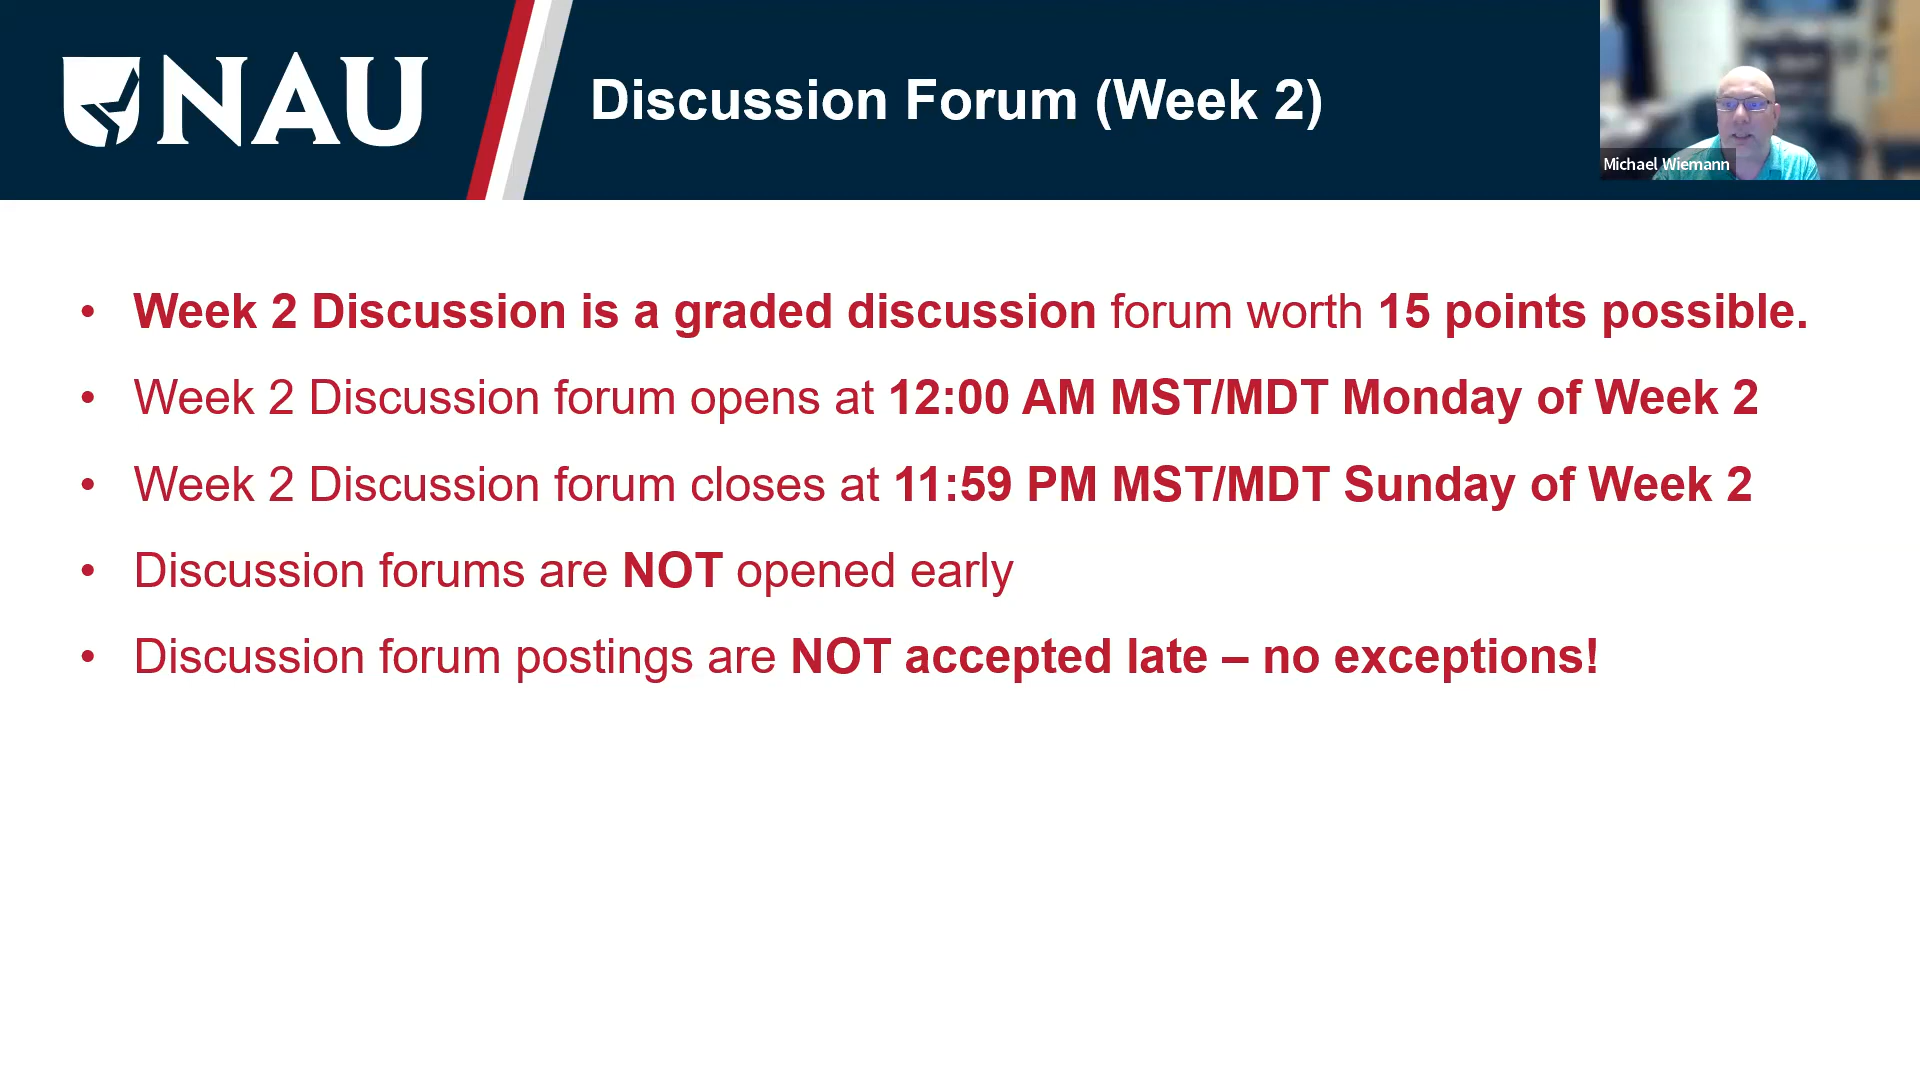 NAU
Discussion Forum (Week 2)
Michael Wiemann
• Week 2 Discussion is a graded discussion forum worth 15 points possible.
• Week 2 Discussion forum opens at 12:00 AM MST/MDT Monday of Week 2
• Week 2 Discussion forum closes at 11:59 PM MST/MDT Sunday of Week 2
• Discussion forums are NOT opened early
• Discussion forum postings are NOT accepted late – no exceptions!